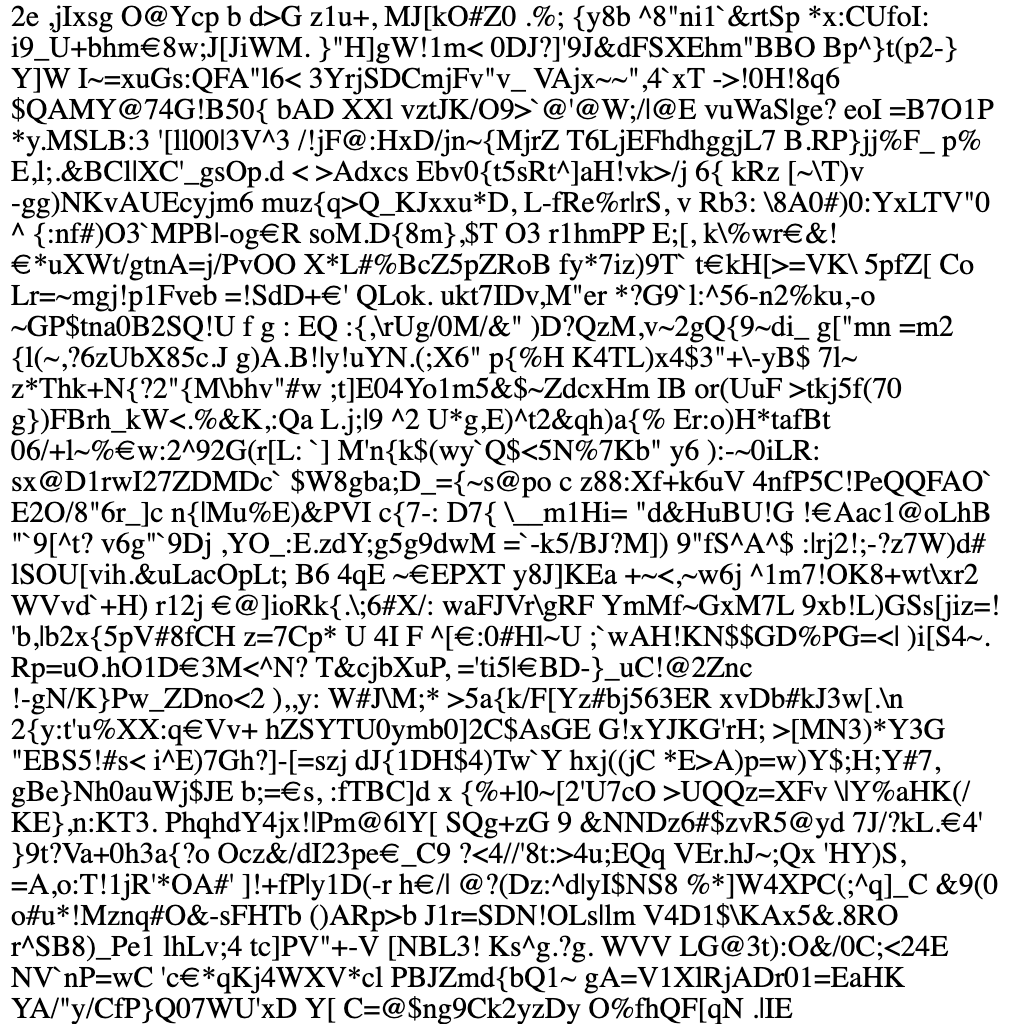 2e ,jIxsg O@Ycp b d>G z1u+, MJ[kO#Z0 .%; {y8b ^8"ni1`&rtSp *x:CUfoI:
i9_U+bhm€8w;J[JiWM. }"H]gW!1m< 0DJ?]'9J&dFSXEhm"BBO Bp^}t(p2-}
Y]W I~=xuGs:QFA"l6< 3YrjSDCmjFv"v_ VAjx~~",4`xT ->!0H!8q6
$QAMY@74G!B50{ bAD XXl vztJK/O9>`@'@W;/l@E vuWaS|ge? eoI =B7O1P
*y.MSLB:3 '[ll00|3V^3 /!jF@:HxD/jn~{MjrZ T6LjEFhdhggjL7 B.RP}jj%F_ p%
E,l;.&BCl|XC'_gsOp.d < >Adxcs Ebv0{t5sRt^]aH!vk>/j 6{ kRz [~\T)v
-gg)NKvAUEcyjm6 muz{q>Q_KJxxu*D, L-fRe%r|rS, v Rb3: \8A0#)0:YxLTV"0
^ {:nf#)O3`MPB|-og€R soM.D{8m},$T O3 r1hmPP E;[, k\%wr€&!
€*uXWt/gtnA=j/PvOO X*L#%BcZ5pZRoB fy*7iz)9T` t€kH[>=VK\ 5pfZ[ Co
Lr=~mgj!p1Fveb =!SdD+€' QLok. ukt7IDv,M"er *?G9`l:^56-n2%ku,-o
~GP$tna0B2SQ!U f g : EQ :{,\rUg/0M/&" )D?QzM,v~2gQ{9~di_ g["mn =m2
{l(~,?6zUbX85c.J g)A.B!|y!uYN.(;X6" p{%H K4TL)x4$3"+\-yB$ 7l~
z*Thk+N{?2"{M\bhv"#w ;t]E04Yo1m5&$~ZdcxHm IB or(UuF >tkj5f(70
g})FBrh_kW<.%&K,:Qa L.j;|9 ^2 U*g,E)^t2&qh)a{% Er:o)H*tafBt
06/+l~%€w:2^92G(r[L: `] M'n{k$(wy`Q$<5N%7Kb" y6 ):-~0iLR:
sx@D1rwI27ZDMDc` $W8gba;D_={~s@po c z88:Xf+k6uV 4nfP5C!PeQQFAO`
E2O/8"6r_]c n{|Mu%E)&PVI c{7-: D7{ \__m1Hi= "d&HuBU!G !€Aac1@oLhB
"`9[^t? v6g"`9Dj ,YO_:E.zdY;g5g9dwM =`-k5/BJ?M]) 9"fS^A^$ :|rj2!;-?z7W)d#
lSOU[vih.&uLacOpLt; B6 4qE ~€EPXT y8J]KEa +~<,~w6j ^1m7!OK8+wt\xr2
WVvd`+H) r12j €@]ioRk{.\;6#X/: waFJVr\gRF YmMf~GxM7L 9xb!L)GSs[jiz=!
'b,|b2x{5pV#8fCH z=7Cp* U 4I F ^[€:0#Hl~U ;`wAH!KN$$GD%PG=<| )i[S4~.
Rp=uO.hO1D€3M<^N? T&cjbXuP, ='ti5|€BD-}_uC!@2Znc
!-gN/K}Pw_ZDno<2 ),,y: W#J\M;* >5a{k/F[Yz#bj563ER xvDb#kJ3w[.\n
2{y:t'u%XX:q€Vv+ hZSYTU0ymb0]2C$AsGE G!xYJKG'rH; >[MN3)*Y3G
"EBS5!#s< i^E)7Gh?]-[=szj dJ{1DH$4)Tw`Y hxj((jC *E>A)p=w)Y$;H;Y#7,
gBe}Nh0auWj$JE b;=€s, :fTBC]d x {%+l0~[2'U7cO >UQQz=XFv \|Y%aHK(/
KE},n:KT3. PhqhdY4jx!|Pm@6lY[ SQg+zG 9 &NNDz6#$zvR5@yd 7J/?kL.€4'
}9t?Va+0h3a{?o Ocz&/dI23pe€_C9 ?<4//'8t:>4u;EQq VEr.hJ~;Qx 'HY)S,
=A,o:T!1jR'*OA#' ]!+fP|y1D(-r h€/| @?(Dz:^d|yI$NS8 %*]W4XPC(;^q]_C &9(0
o#u*!Mznq#O&-sFHTb ()ARp>b J1r=SDN!OLs|lm V4D1$\KAx5&.8RO
r^SB8)_Pe1 lhLv;4 tc]PV"+-V [NBL3! Ks^g.?g. WVV LG@3t):O&/0C;<24E
NV`nP=wC 'c€*qKj4WXV*cl PBJZmd{bQ1~ gA=V1XlRjADr01=EaHK
YA/"y/CfP}Q07WU'xD Y[ C=@$ng9Ck2yzDy O%fhQF[qN .|IE